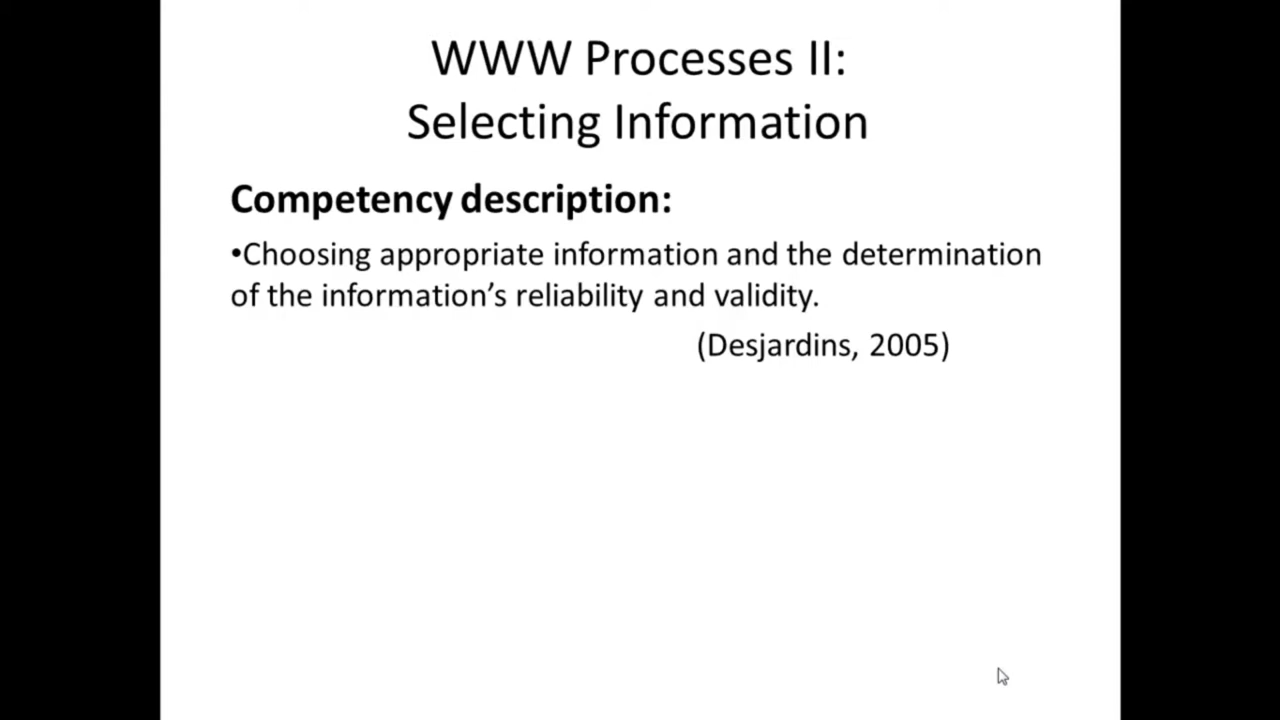 WWW Processes II:
Selecting Information
Competency description:
•Choosing appropriate information and the determination
of the information’s reliability and validity.
(Desjardins, 2005)